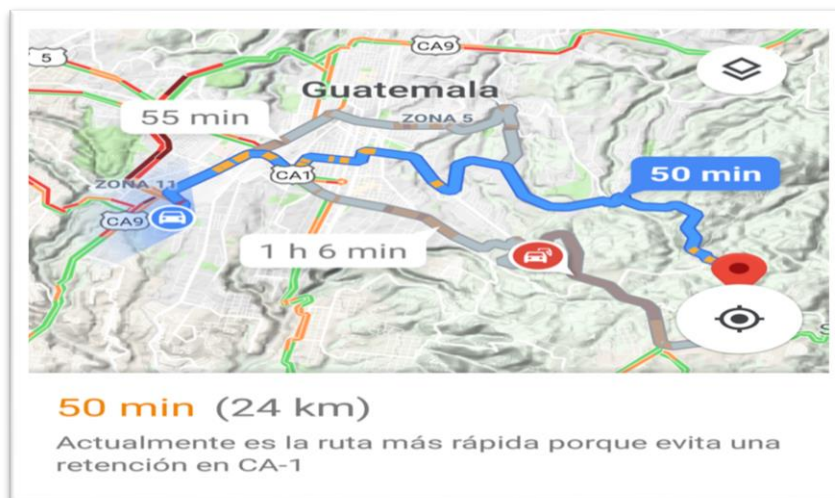 5
CA9
Guatemala
55 min
ZONA 5
CA1
50 min
ZONA 11
CA9
1 h 6 min
50 min (24 km)
Actualmente es la ruta más rápida porque evita una
retención en CA-1